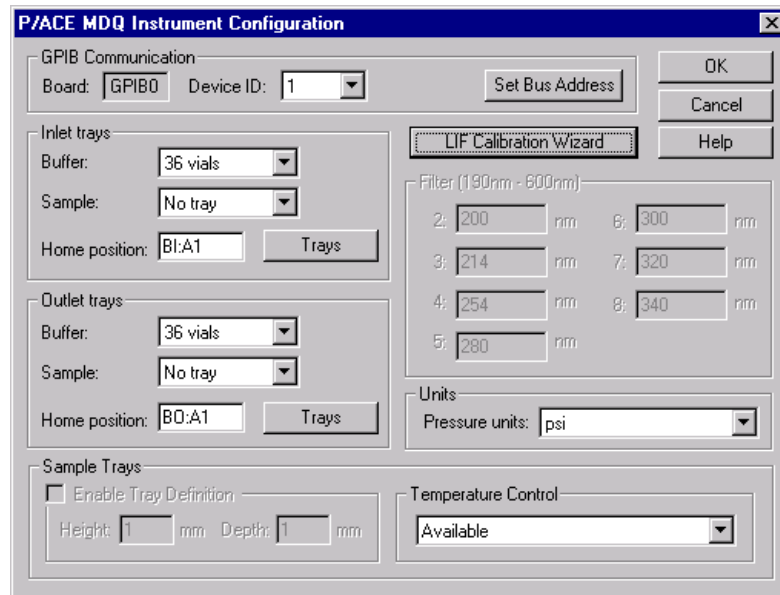 P/ACE MDQ Instrument Configuration
GPIB Communication
Board: GPIB0 Device ID: 1 Set Bus Address
OK
Cancel
Help
Inlet trays
Buffer: 36 vials
Sample: No tray
Home position: BI:A1 Trays
LIF Calibration Wizard
Filter (190nm - 600nm)
2: 200 nm 6: 300 nm
3: 214 nm 7: 320 nm
4: 254 nm 8: 340 nm
5: 280 nm
Outlet trays
Buffer: 36 vials
Sample: No tray
Home position: BO:A1 Trays
Units
Pressure units: psi
Sample Trays
Enable Tray Definition
Height: 1 mm Depth: 1 mm
Temperature Control
Available